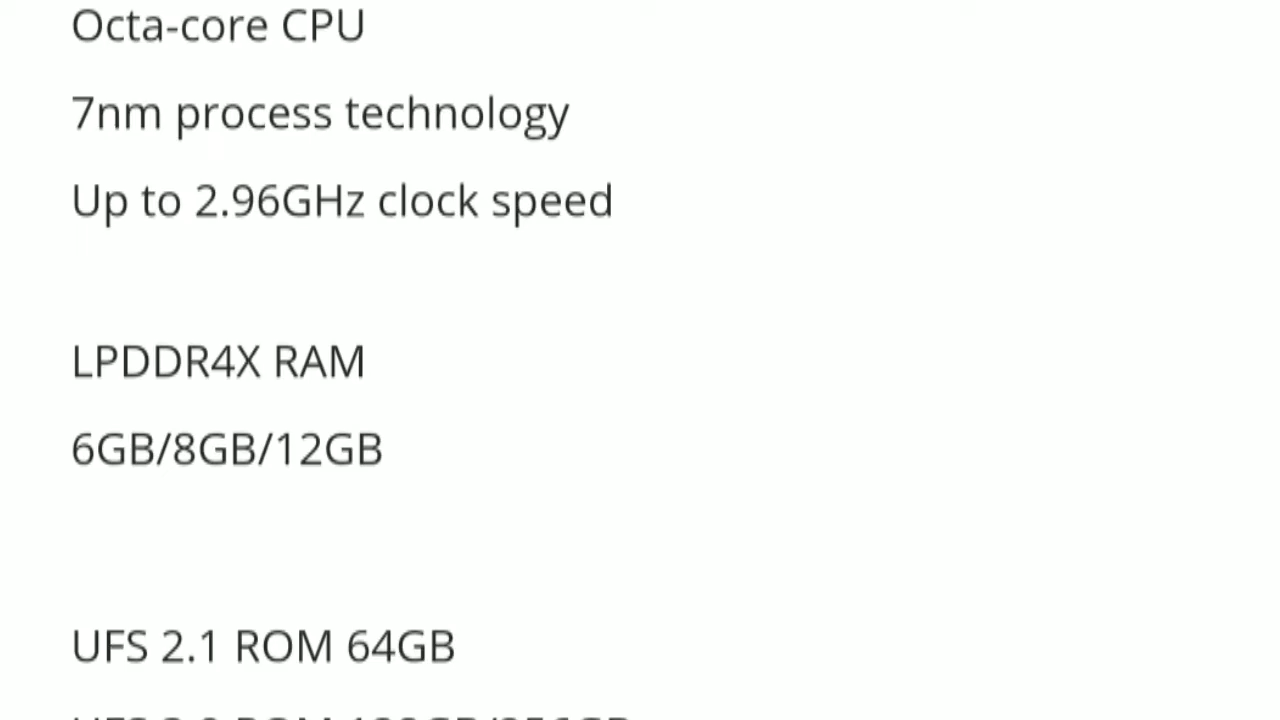 Octa-core CPU
7nm process technology
Up to 2.96GHz clock speed
LPDDR4X RAM
6GB/8GB/12GB
UFS 2.1 ROM 64GB